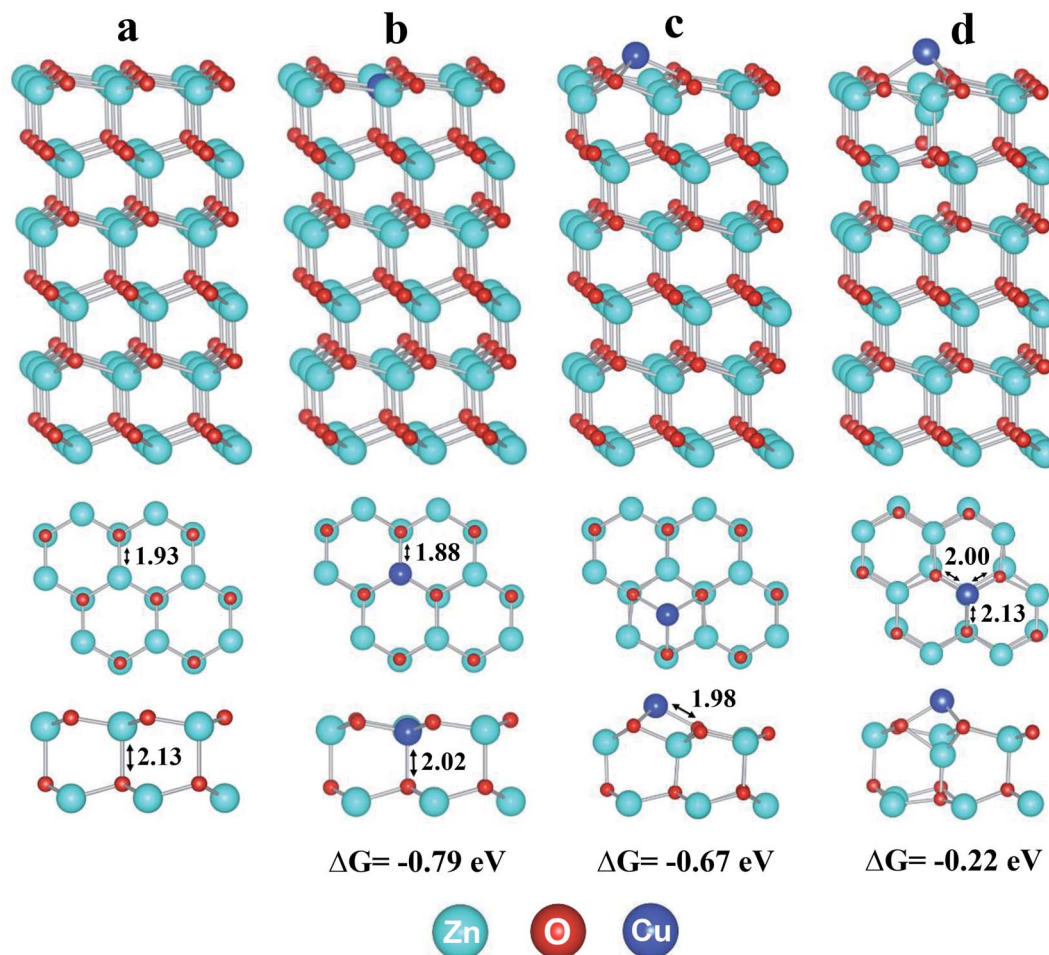 a b c d
1.93
1.88
2.00
2.13
1.98
2.13
2.02
ΔG= -0.79 eV ΔG= -0.67 eV ΔG= -0.22 eV
Zn O Cu